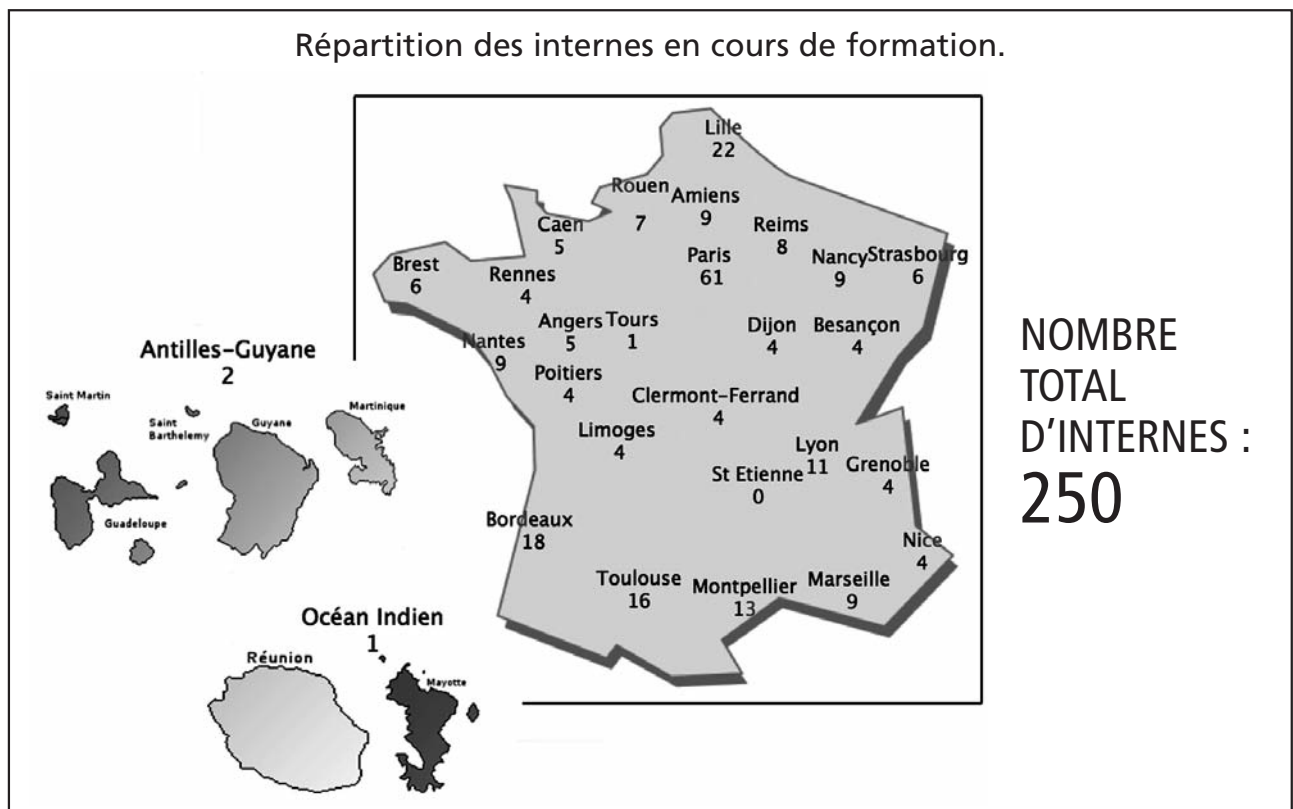 Répartition des internes en cours de formation.
Lille
22
Rouen
7
Amiens
9
Caen
5
Reims
8
Paris
61
Nancy
9
Strasbourg
6
Brest
6
Rennes
4
Angers
5
Tours
1
Dijon
4
Besançon
4
Nantes
9
Poitiers
4
Clermont-Ferrand
4
Limoges
4
Lyon
11
St Etienne
0
Grenoble
4
Bordeaux
18
Nice
4
Toulouse
16
Montpellier
13
Marseille
9
Antilles-Guyane
2
Saint Martin
Saint
Barthelemy
Guyane
Martinique
Guadeloupe
Océan Indien
1
Réunion
Mayotte
NOMBRE
TOTAL
D'INTERNES :
250